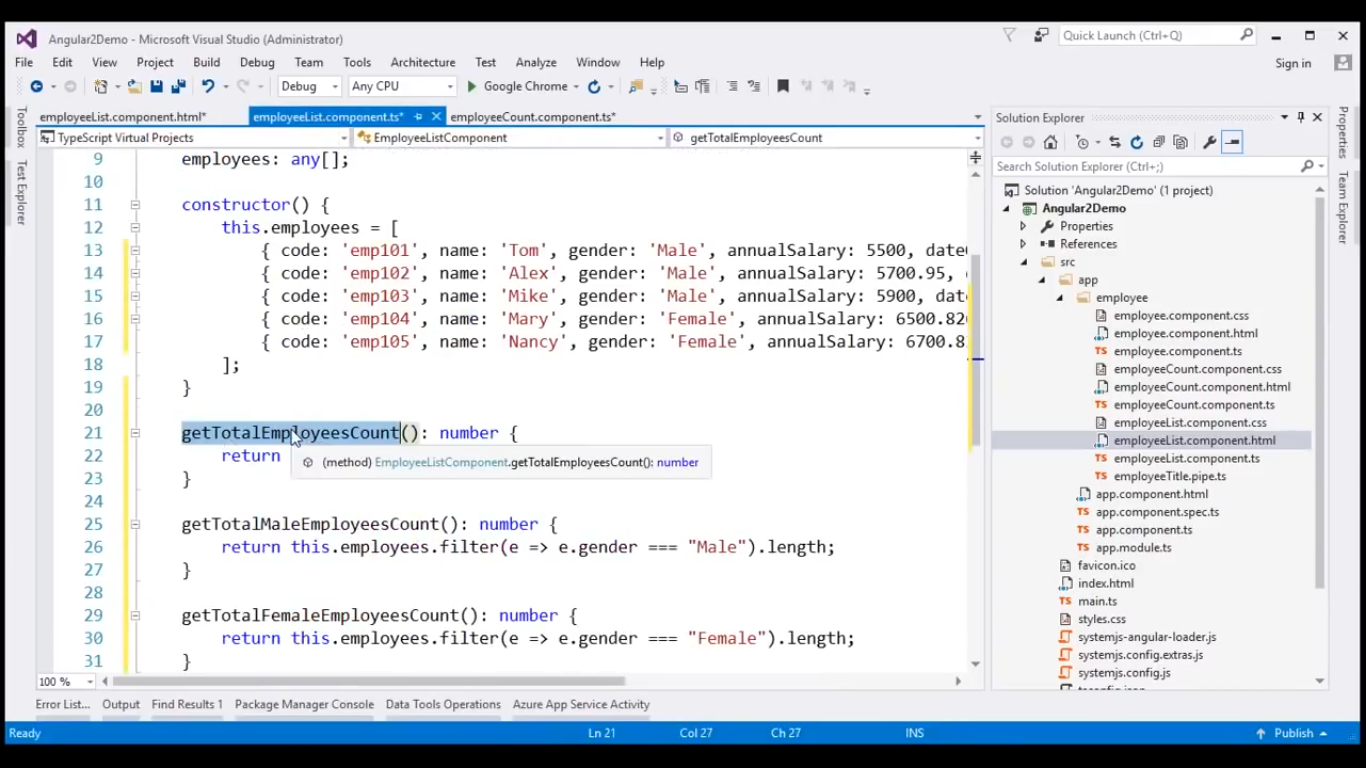 Angular2Demo - Microsoft Visual Studio (Administrator)
Quick Launch (Ctrl+Q)
File Edit View Project Build Debug Team Tools Architecture Test Analyze Window Help
Sign in
Debug Any CPU Google Chrome
Toolbox
Test Explorer
employeeList.component.html*
employeeList.component.ts*
employeeCount.component.ts*
TypeScript Virtual Projects
EmployeeListComponent
getTotalEmployeesCount
9 employees: any[];
10
11 constructor() {
12 this.employees = [
13 { code: 'emp101', name: 'Tom', gender: 'Male', annualSalary: 5500,
14 { code: 'emp102', name: 'Alex', gender: 'Male', annualSalary: 5700.95,
15 { code: 'emp103', name: 'Mike', gender: 'Male', annualSalary: 5900, dat
16 { code: 'emp104', name: 'Mary', gender: 'Female', annualSalary: 6500.82
17 { code: 'emp105', name: 'Nancy', gender: 'Female', annualSalary: 6700.8
18 ];
19 }
20
21 getTotalEmployeesCount(): number {
22 return
(method) EmployeeListComponent.getTotalEmployeesCount(): number
23 }
24
25 getTotalMaleEmployeesCount(): number {
26 return this.employees.filter(e => e.gender === "Male").length;
27 }
28
29 getTotalFemaleEmployeesCount(): number {
30 return this.employees.filter(e => e.gender === "Female").length;
31 }
100 %
Solution Explorer
Search Solution Explorer (Ctrl+;)
Solution 'Angular2Demo' (1 project)
Angular2Demo
Properties
References
src
app
employee
employee.component.css
employee.component.html
employee.component.ts
employeeCount.component.css
employeeCount.component.html
employeeCount.component.ts
employeeList.component.css
employeeList.component.html
employeeList.component.ts
employeeTitle.pipe.ts
app.component.html
app.component.spec.ts
app.component.ts
app.module.ts
favicon.ico
index.html
main.ts
styles.css
systemjs-angular-loader.js
systemjs.config.extras.js
systemjs.config.js
Properties
Team Explorer
Error List... Output Find Results 1 Package Manager Console Data Tools Operations Azure App Service Activity
Ready Ln 21 Col 27 Ch 27 INS Publish